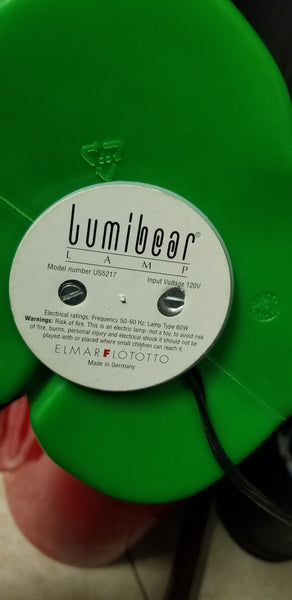 Lumibear®
LAMP
Model number US5217
Input Voltage 120V
Electrical ratings: Frequency 50-60 Hz, Lamp Type 60W
Warnings: Risk of fire. This is an electric lamp -not a toy, to avoid risk
of fire, burns, personal injury and electrical shock it should not be
played with or placed where small children can reach it.
ELMARFLÖTOTTO
Made in Germany